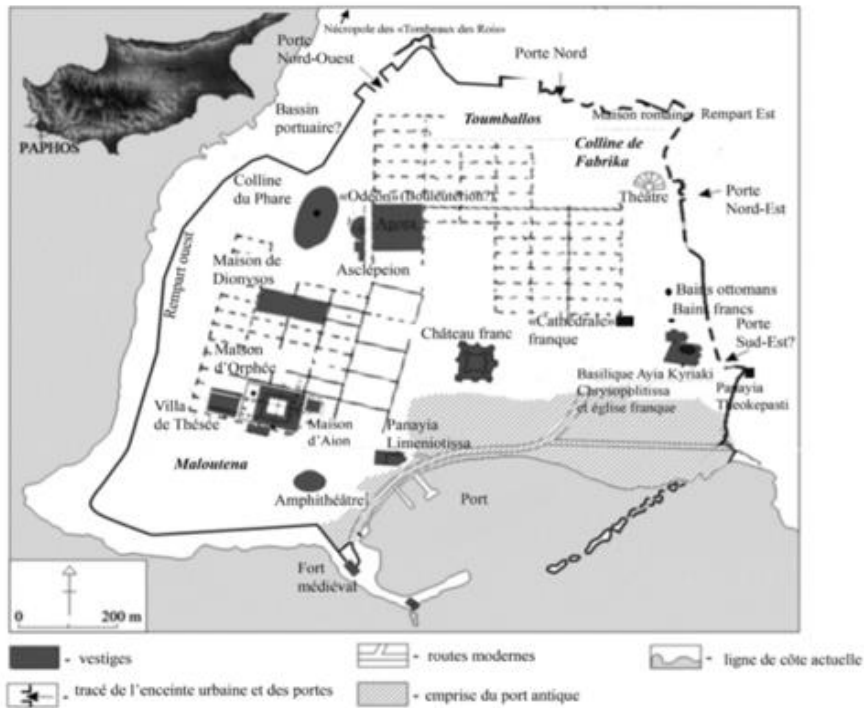 Nécropole des «Tombeaux des Rois»
Porte
Nord-Ouest
Porte Nord
Bassin
portuaire?
Toumballos
Maison romaine
Rempart Est
PAPHOS
Colline de
Fabrika
Colline
du Phare
«Odéon» (Bouleuterion?)
Théâtre
Porte
Nord-Est
Agora
Rempart ouest
Asclépeion
Maison de
Dionysos
Bains ottomans
Bains francs
Château franc
«Cathédrale»
franque
Porte
Sud-Est?
Maison
d'Orphée
Basilique Ayia Kyriaki
Chrysopolitissa
et église franque
Panayia
Theokepasti
Villa
de Thésée
Maison
d'Aion
Panayia
Limeniotissa
Maloutena
Amphithéâtre
Port
Fort
médiéval
0 200 m
- vestiges
- routes modernes
- ligne de côte actuelle
- tracé de l'enceinte urbaine et des portes
- emprise du port antique